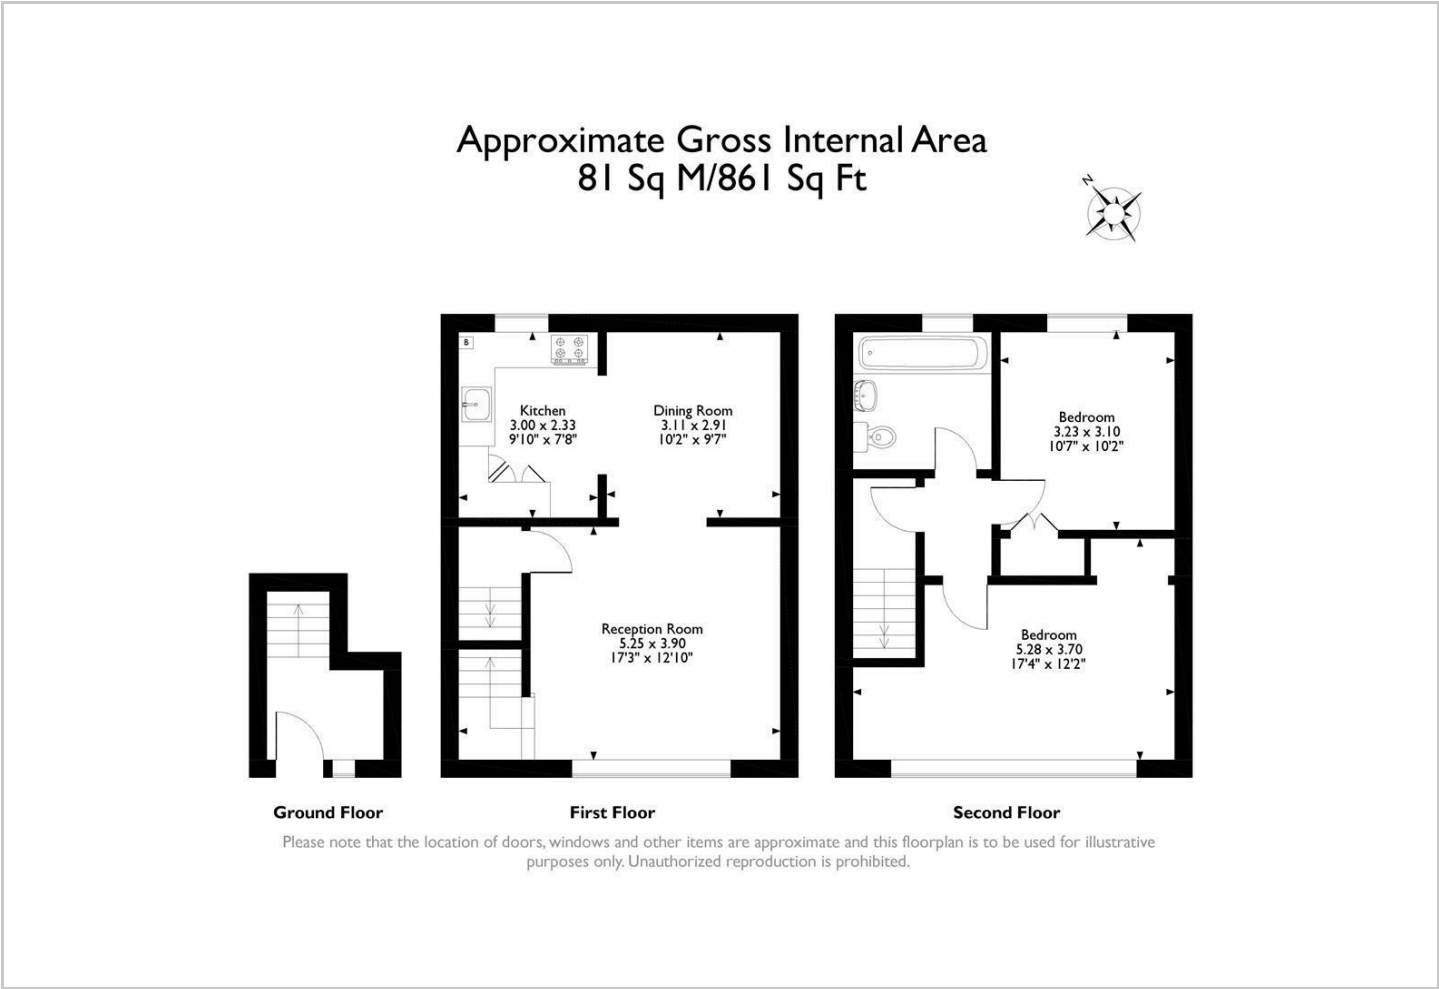 Approximate Gross Internal Area
81 Sq M/861 Sq Ft
N
B
Kitchen
3.00 x 2.33
9'10" x 7'8"
Dining Room
3.11 x 2.91
10'2" x 9'7"
Reception Room
5.25 x 3.90
17'3" x 12'10"
Bedroom
3.23 x 3.10
10'7" x 10'2"
Bedroom
5.28 x 3.70
17'4" x 12'2"
Ground Floor
First Floor
Second Floor
Please note that the location of doors, windows and other items are approximate and this floorplan is to be used for illustrative
purposes only. Unauthorized reproduction is prohibited.